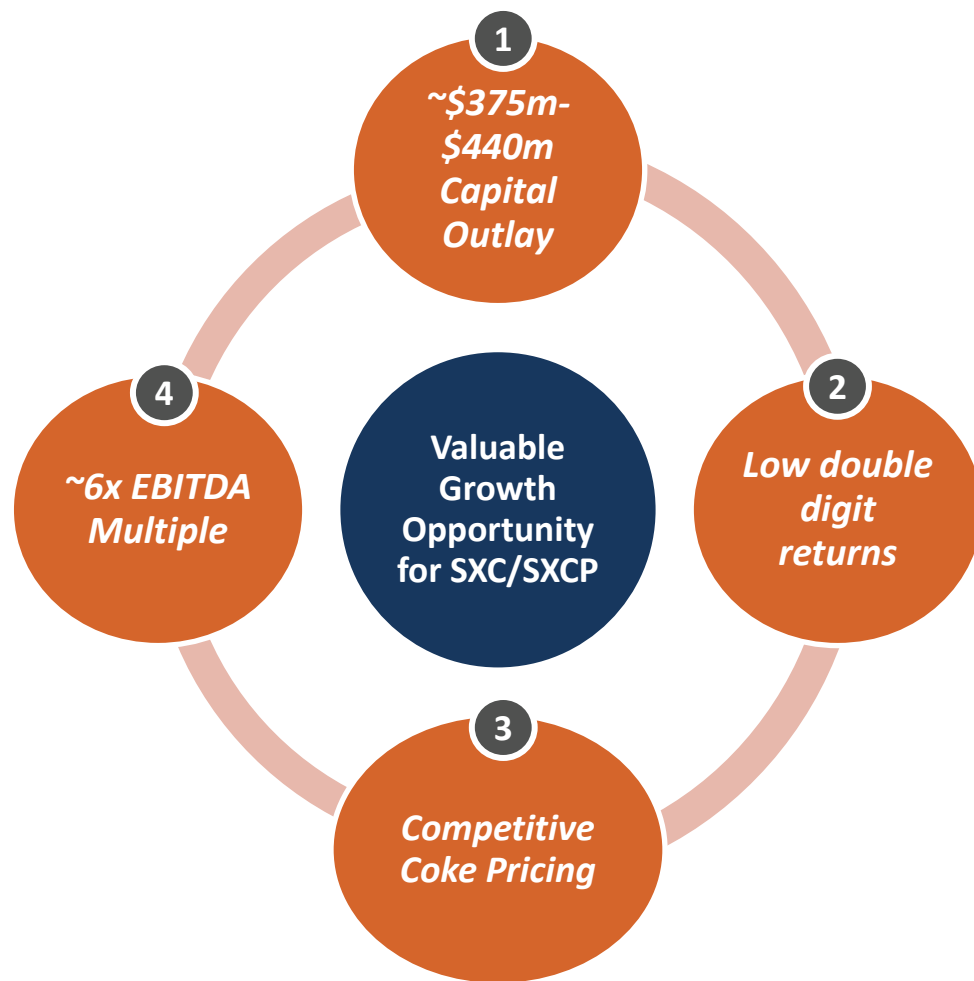 1
~$375m-
$440m
Capital
Outlay
2
Low double
digit
returns
3
Competitive
Coke Pricing
4
~6x EBITDA
Multiple
Valuable
Growth
Opportunity
for SXC/SXCP